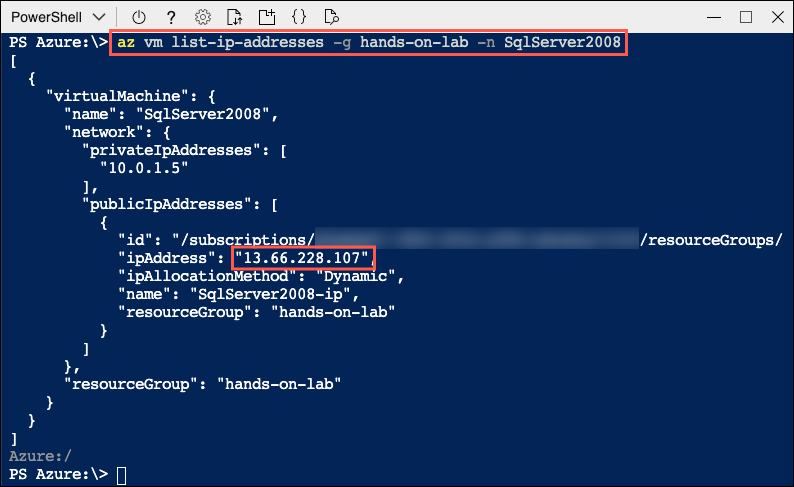 PowerShell
PS Azure:\> az vm list-ip-addresses -g hands-on-lab -n SqlServer2008
[
  {
    "virtualMachine": {
      "name": "SqlServer2008",
      "network": {
        "privateIpAddresses": [
          "10.0.1.5"
        ],
        "publicIpAddresses": [
          {
            "id": "/subscriptions/ /resourceGroups/
            "ipAddress": "13.66.228.107",
            "ipAllocationMethod": "Dynamic",
            "name": "SqlServer2008-ip",
            "resourceGroup": "hands-on-lab"
          }
        ]
      },
      "resourceGroup": "hands-on-lab"
    }
  }
]
Azure:/
PS Azure:\>